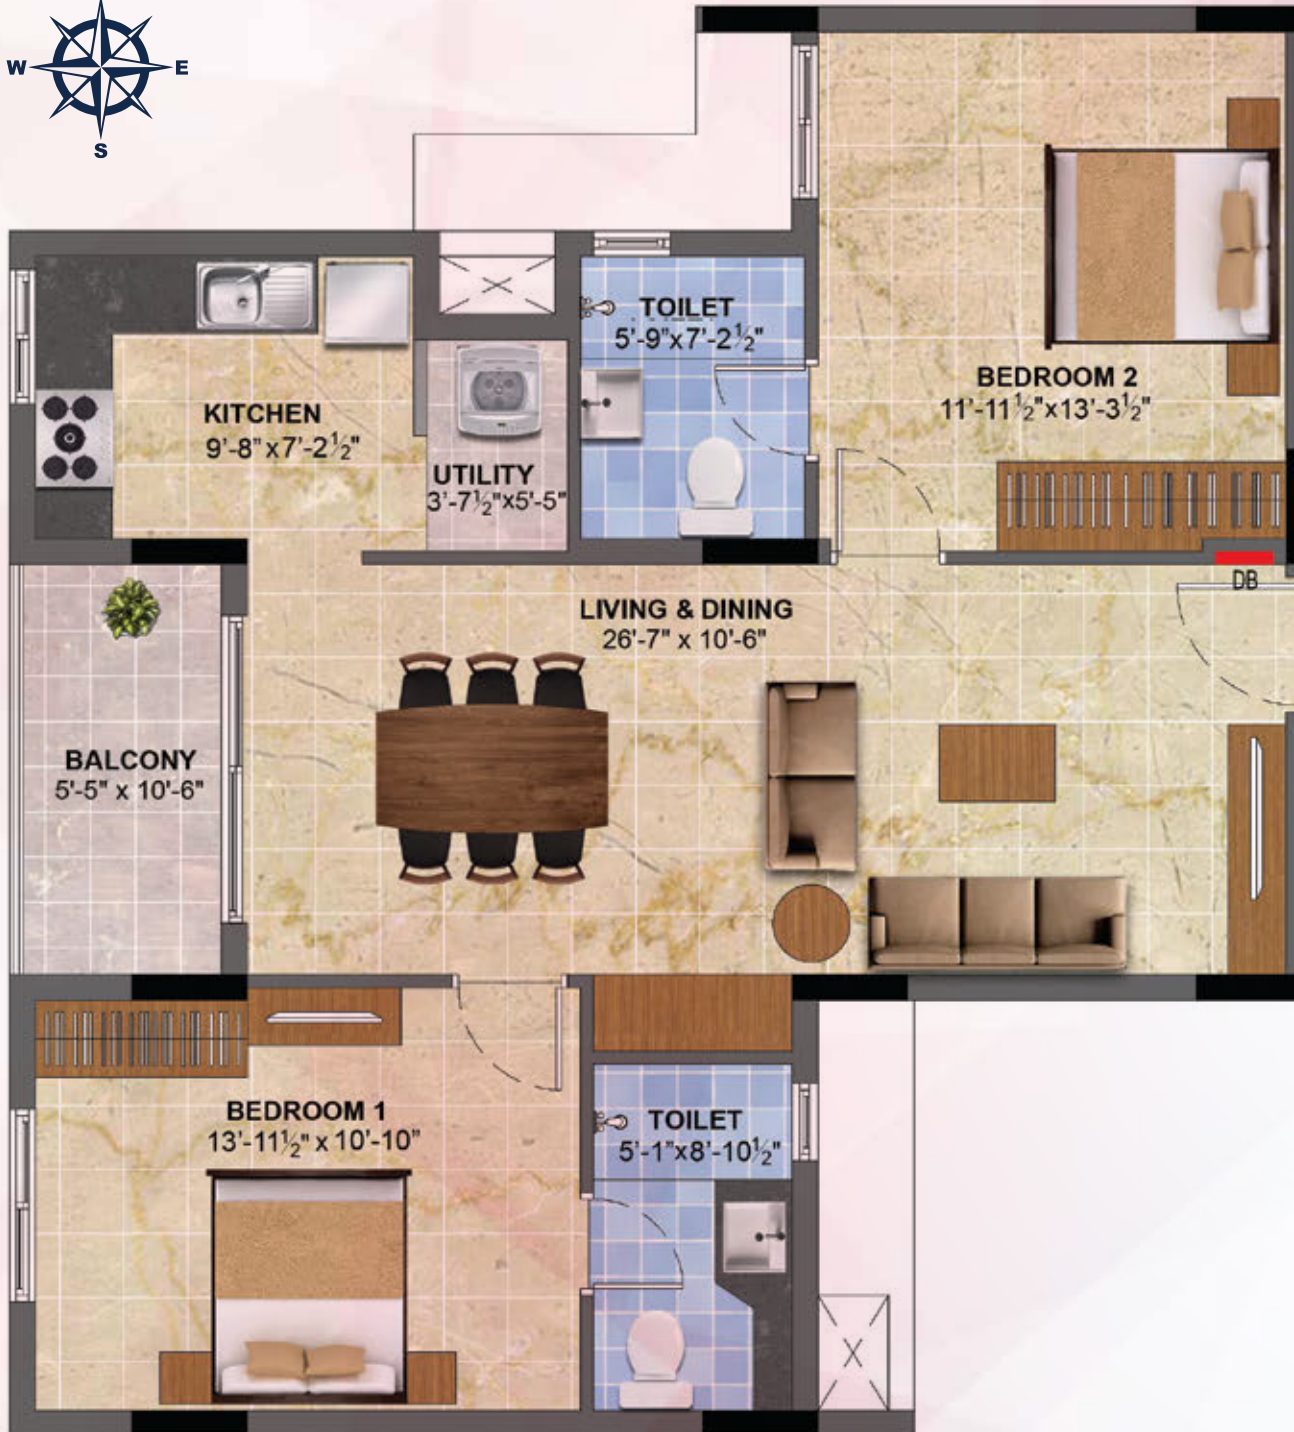 W E
S
TOILET
5'-9"x7'-2½"
BEDROOM 2
11'-11½"x13'-3½"
KITCHEN
9'-8"x7'-2½"
UTILITY
3'-7½"x5'-5"
DB
LIVING & DINING
26'-7" x 10'-6"
BALCONY
5'-5" x 10'-6"
BEDROOM 1
13'-11½" x 10'-10"
TOILET
5'-1"x8'-10½"